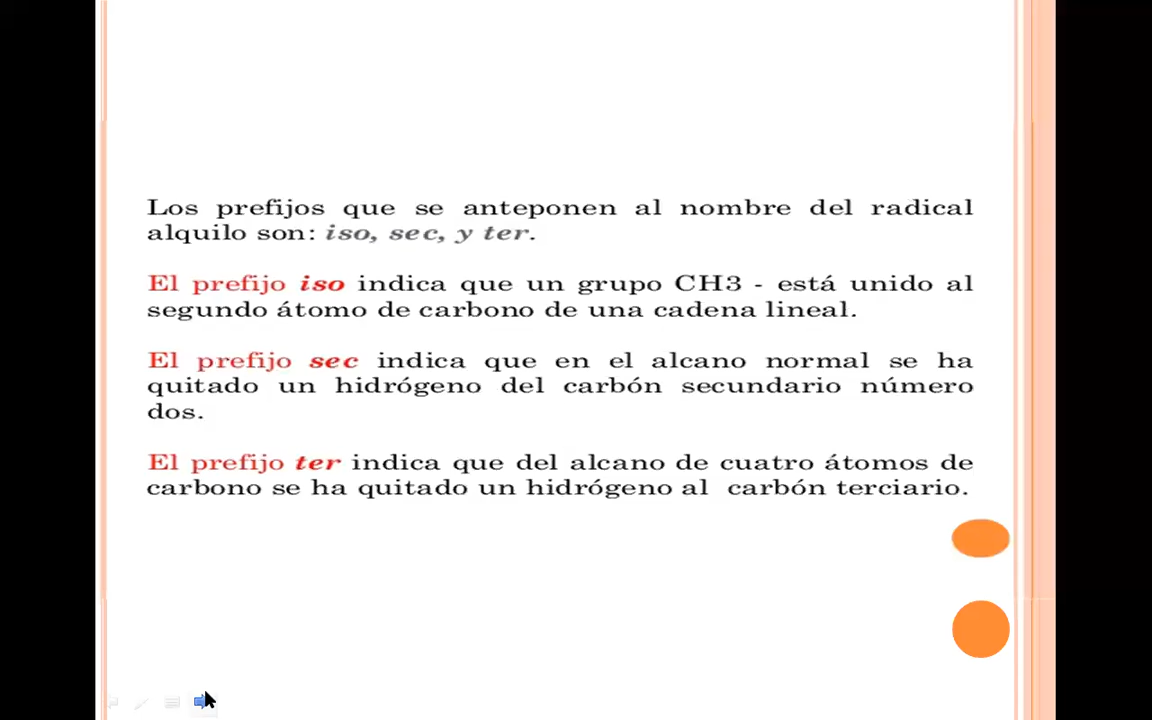 Los prefijos que se anteponen al nombre del radical
alquilo son: iso, sec, y ter.
El prefijo iso indica que un grupo CH3 - está unido al
segundo átomo de carbono de una cadena lineal.
El prefijo sec indica que en el alcano normal se ha
quitado un hidrógeno del carbón secundario número
dos.
El prefijo ter indica que del alcano de cuatro átomos de
carbono se ha quitado un hidrógeno al carbón terciario.